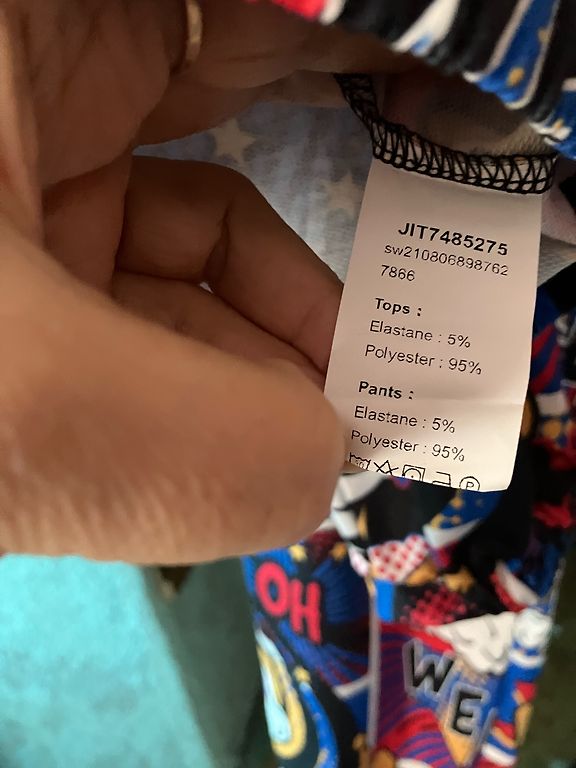 JIT7485275
sw210806898762
7866
Tops :
Elastane : 5%
Polyester : 95%
Pants :
Elastane : 5%
Polyester : 95%
P
OH
WE